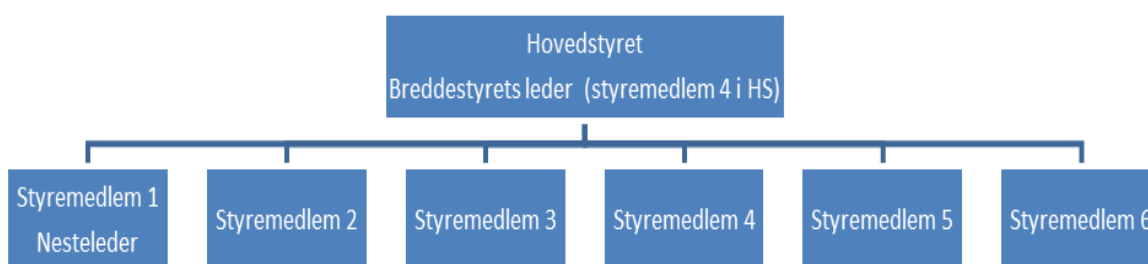 Hovedstyret
Breddestyrets leder (styremedlem 4 i HS)
Styremedlem 1
Nesteleder
Styremedlem 2
Styremedlem 3
Styremedlem 4
Styremedlem 5
Styremedlem 6